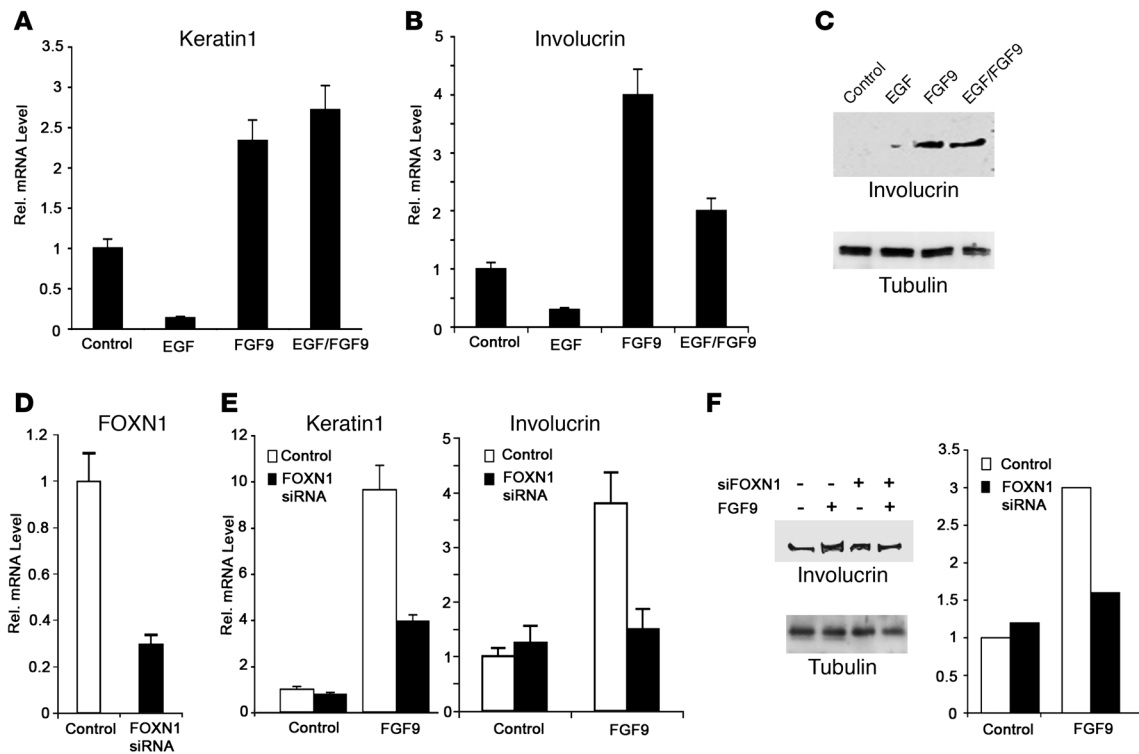 A
Keratin1
Rel. mRNA Level
3.5
3
2.5
2
1.5
1
0.5
0
Control
EGF
FGF9
EGF/FGF9
B
Involucrin
Rel. mRNA Level
5
4
3
2
1
0
Control
EGF
FGF9
EGF/FGF9
C
Control
EGF
FGF9
EGF/FGF9
Involucrin
Tubulin
D
FOXN1
Rel. mRNA Level
1.2
1
0.8
0.6
0.4
0.2
0
Control
FOXN1
siRNA
E
Keratin1
Rel. mRNA Level
12
10
8
6
4
2
0
Control
FOXN1
siRNA
Control
FGF9
Involucrin
5
4
3
2
1
0
Control
FOXN1
siRNA
Control
FGF9
F
siFOXN1 - - + +
FGF9 - + - +
Involucrin
Tubulin
3.5
3
2.5
2
1.5
1
0.5
0
Control
FOXN1
siRNA
Control
FGF9